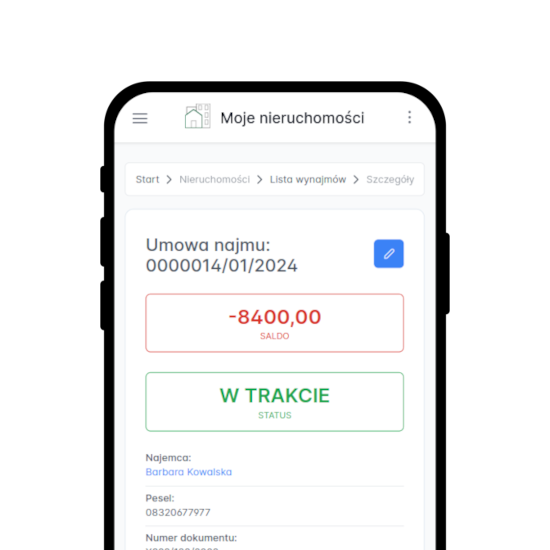 Moje nieruchomości
Start > Nieruchomości > Lista wynajmów > Szczegóły
Umowa najmu:
0000014/01/2024
-8400,00
SALDO
W TRAKCIE
STATUS
Najemca:
Barbara Kowalska
Pesel:
08320677977
Numer dokumentu: